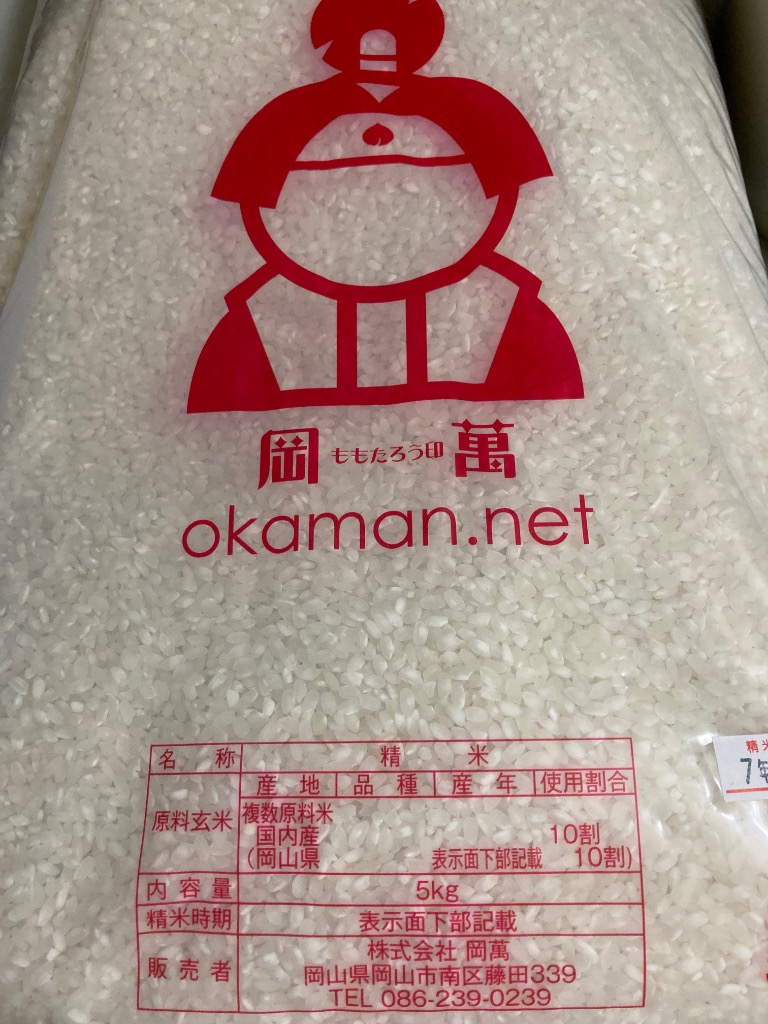 岡 ももたろう印 萬
okaman.net
名称 精米
産地 品種 産年 使用割合
原料玄米 複数原料米
国内産 10割
(岡山県 表示面下部記載 10割)
内容量 5kg
精米時期 表示面下部記載
販売者 株式会社 岡萬
岡山県岡山市南区藤田339
TEL 086-239-0239
精米
7年